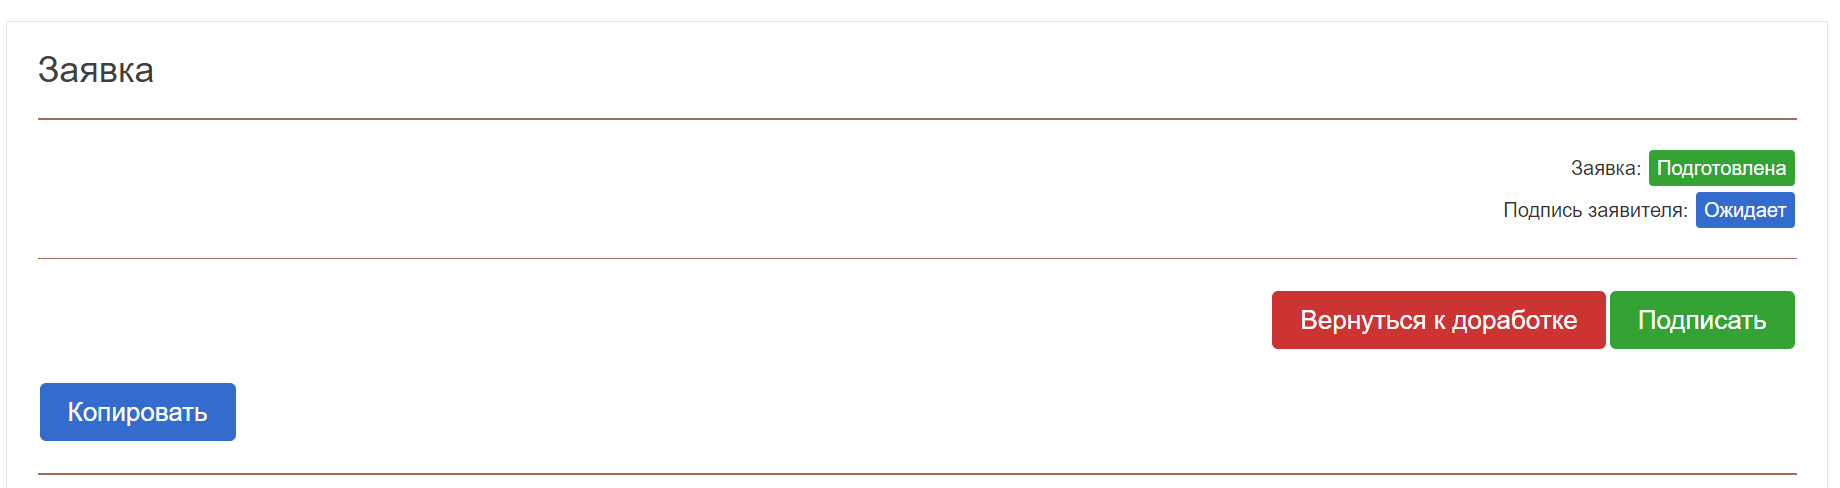 Заявка
Заявка: Подготовлена
Подпись заявителя: Ожидает
Вернуться к доработке Подписать
Копировать